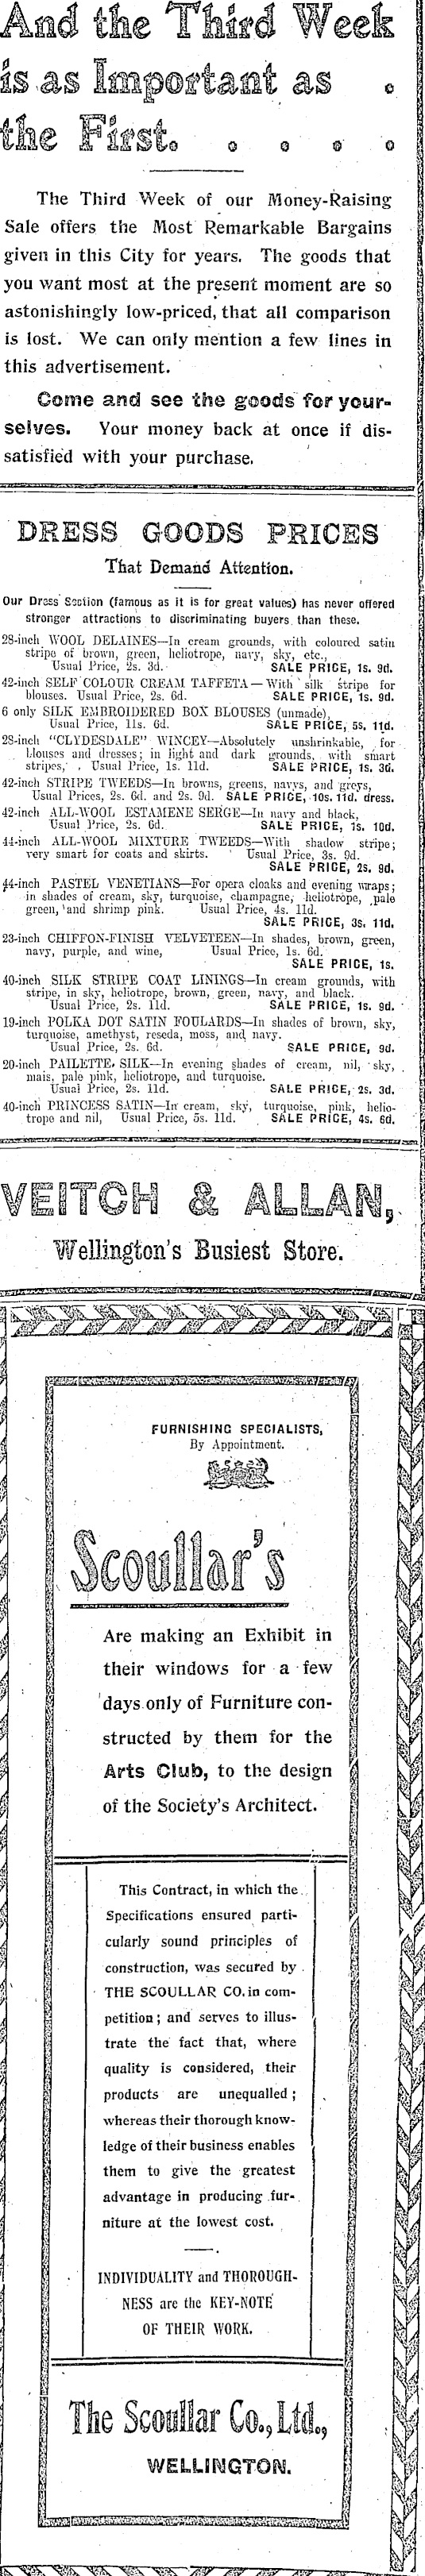 And the Third Week
is as Important as .
the First. . . . .
The Third Week of our Money-Raising
Sale offers the Most Remarkable Bargains
given in this City for years. The goods that
you want most at the present moment are so
astonishingly low-priced, that all comparison
is lost. We can only mention a few lines in
this advertisement.
Come and see the goods for your-
selves. Your money back at once if dis-
satisfied with your purchase.
DRESS GOODS PRICES
That Demand Attention.
Our Dress Section (famous as it is for great values) has never offered
stronger attractions to discriminating buyers than these.
28-inch WOOL DELAINES—In cream grounds, with coloured satin
stripe of brown, green, heliotrope, navy, sky, etc.,
Usual Price, 2s. 3d. SALE PRICE, 1s. 9d.
42-inch SELF COLOUR CREAM TAFFETA—With silk stripe for
blouses. Usual Price, 2s. 6d. SALE PRICE, 1s. 9d.
6 only SILK EMBROIDERED BOX BLOUSES (unmade),
Usual Price, 11s. 6d. SALE PRICE, 5s. 11d.
28-inch "CLYDESDALE" WINCEY—Absolutely unshrinkable, for
blouses and dresses; in light and dark grounds, with smart
stripes, . Usual Price, 1s. 11d. SALE PRICE, 1s. 3d.
42-inch STRIPE TWEEDS—In browns, greens, navys, and greys,
Usual Prices, 2s. 6d. and 2s. 9d. SALE PRICE, 10s. 11d. dress.
42-inch ALL-WOOL ESTAMENE SERGE—In navy and black,
Usual Price, 2s. 6d. SALE PRICE, 1s. 10d.
44-inch ALL-WOOL MIXTURE TWEEDS—With shadow stripe;
very smart for coats and skirts. Usual Price, 3s. 9d.
SALE PRICE, 2s. 9d.
44-inch PASTEL VENETIANS—For opera cloaks and evening wraps;
in shades of cream, sky, turquoise, champagne, heliotrope, pale
green, and shrimp pink. Usual Price, 4s. 11d.
SALE PRICE, 3s. 11d.
23-inch CHIFFON-FINISH VELVETEEN—In shades, brown, green,
navy, purple, and wine, Usual Price, 1s. 6d.
SALE PRICE, 1s.
40-inch SILK STRIPE COAT LININGS—In cream grounds, with
stripe, in sky, heliotrope, brown, green, navy, and black.
Usual Price, 2s. 11d. SALE PRICE, 1s. 9d.
19-inch POLKA DOT SATIN FOULARDS—In shades of brown, sky,
turquoise, amethyst, reseda, moss, and navy.
Usual Price, 2s. 6d. SALE PRICE, 9d.
20-inch PAILETTE SILK—In evening shades of cream, nil, sky,
mais, pale pink, heliotrope, and turquoise.
Usual Price, 2s. 11d. SALE PRICE, 2s. 3d.
40-inch PRINCESS SATIN—In cream, sky, turquoise, pink, helio-
trope and nil, Usual Price, 5s. 11d. SALE PRICE, 4s. 6d.
VEITCH & ALLAN,
Wellington's Busiest Store.
FURNISHING SPECIALISTS,
By Appointment.
Scoullar's
Are making an Exhibit in
their windows for a few
days only of Furniture con-
structed by them for the
Arts Club, to the design
of the Society's Architect.
This Contract, in which the
Specifications ensured parti-
cularly sound principles of
construction, was secured by
THE SCOULLAR CO. in com-
petition; and serves to illus-
trate the fact that, where
quality is considered, their
products are unequalled;
whereas their thorough know-
ledge of their business enables
them to give the greatest
advantage in producing fur-
niture at the lowest cost.
INDIVIDUALITY and THOROUGH-
NESS are the KEY-NOTE
OF THEIR WORK.
The Scoullar Co., Ltd.,
WELLINGTON.